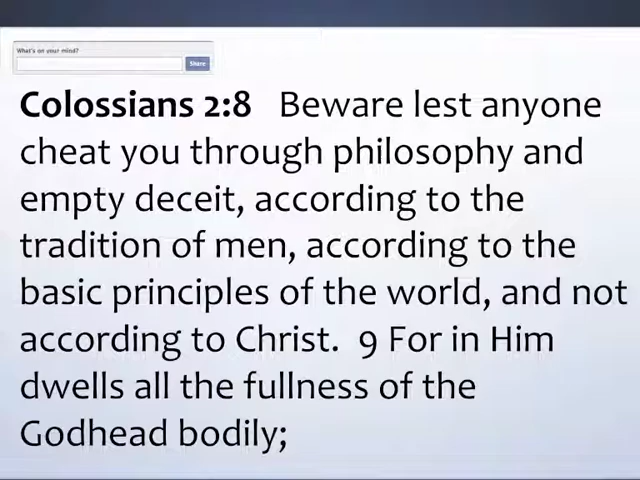 What's on your mind?
Share
Colossians 2:8 Beware lest anyone
cheat you through philosophy and
empty deceit, according to the
tradition of men, according to the
basic principles of the world, and not
according to Christ. 9 For in Him
dwells all the fullness of the
Godhead bodily;